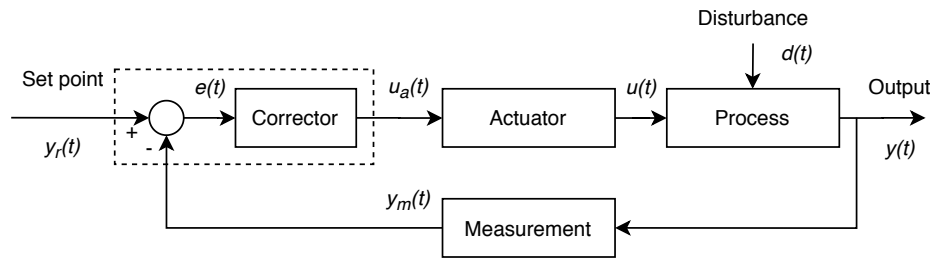 Disturbance
d(t)
Set point
e(t)
u_a(t)
u(t)
Output
Corrector
Actuator
Process
+
-
y_r(t)
y(t)
y_m(t)
Measurement